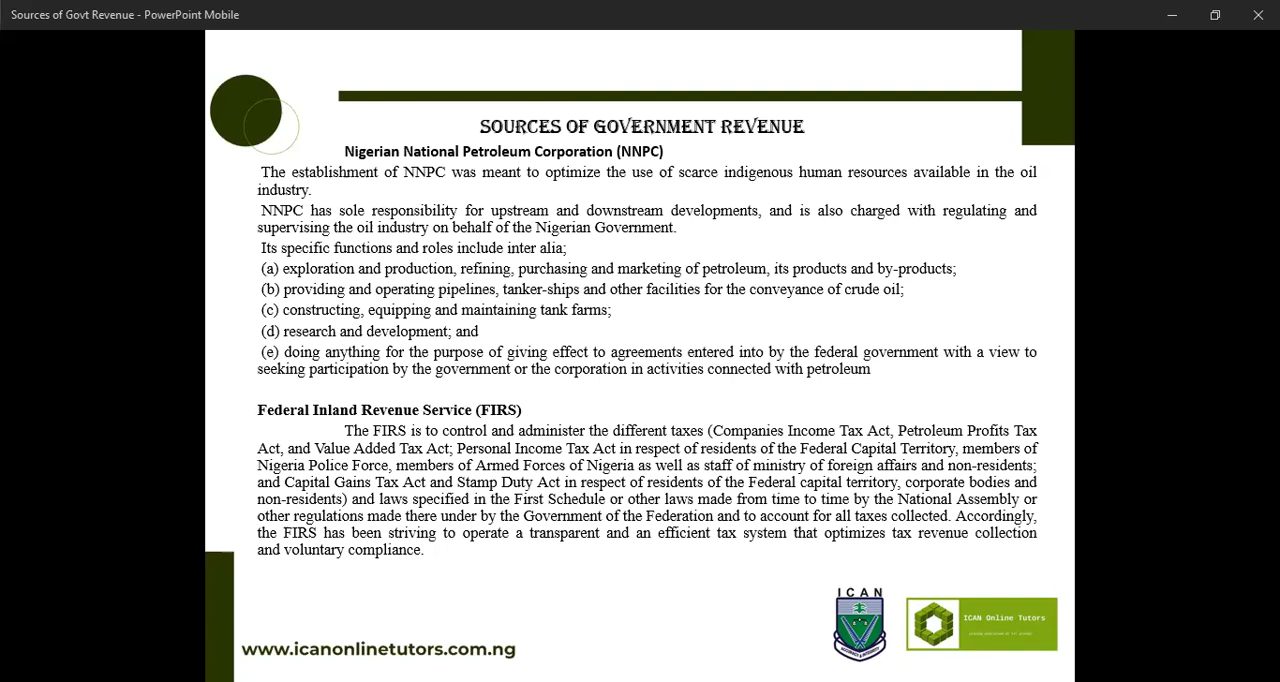 Sources of Govt Revenue - PowerPoint Mobile
SOURCES OF GOVERNMENT REVENUE
Nigerian National Petroleum Corporation (NNPC)
The establishment of NNPC was meant to optimize the use of scarce indigenous human resources available in the oil
industry.
NNPC has sole responsibility for upstream and downstream developments, and is also charged with regulating and
supervising the oil industry on behalf of the Nigerian Government.
Its specific functions and roles include inter alia;
(a) exploration and production, refining, purchasing and marketing of petroleum, its products and by-products;
(b) providing and operating pipelines, tanker-ships and other facilities for the conveyance of crude oil;
(c) constructing, equipping and maintaining tank farms;
(d) research and development; and
(e) doing anything for the purpose of giving effect to agreements entered into by the federal government with a view to
seeking participation by the government or the corporation in activities connected with petroleum
Federal Inland Revenue Service (FIRS)
The FIRS is to control and administer the different taxes (Companies Income Tax Act, Petroleum Profits Tax
Act, and Value Added Tax Act; Personal Income Tax Act in respect of residents of the Federal Capital Territory, members of
Nigeria Police Force, members of Armed Forces of Nigeria as well as staff of ministry of foreign affairs and non-residents;
and Capital Gains Tax Act and Stamp Duty Act in respect of residents of the Federal capital territory, corporate bodies and
non-residents) and laws specified in the First Schedule or other laws made from time to time by the National Assembly or
other regulations made there under by the Government of the Federation and to account for all taxes collected. Accordingly,
the FIRS has been striving to operate a transparent and an efficient tax system that optimizes tax revenue collection
and voluntary compliance.
ICAN
ACCURACY & INTEGRITY
ICAN Online Tutors
www.icanonlinetutors.com.ng